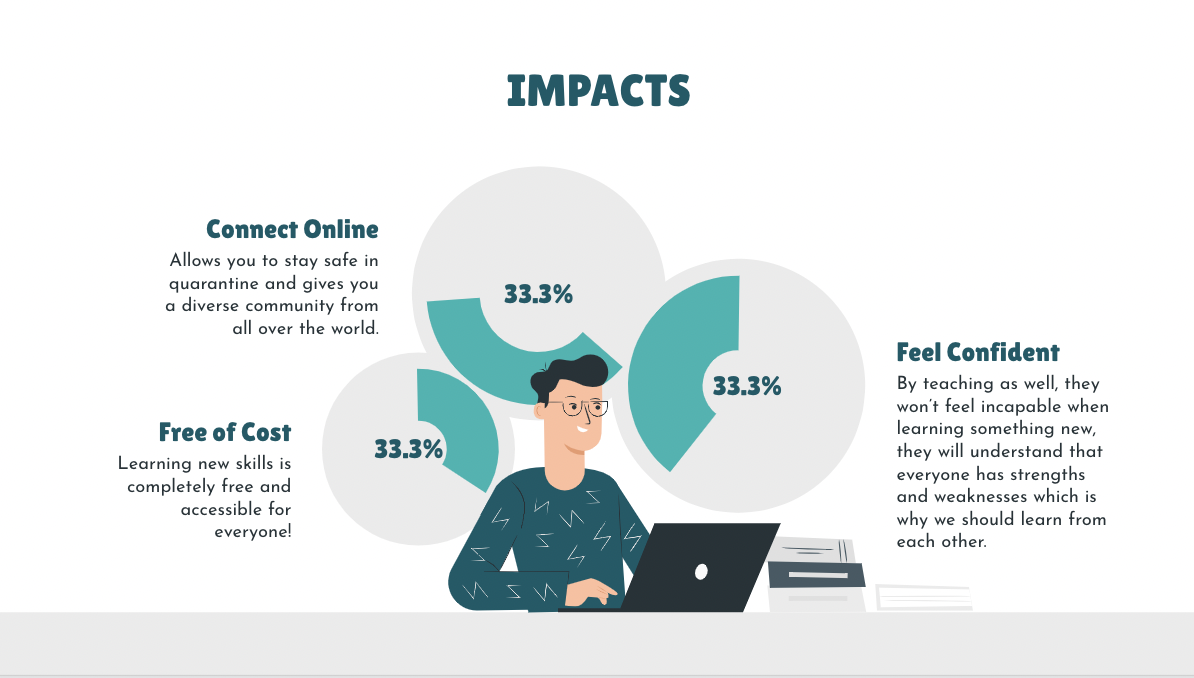 IMPACTS
Connect Online
Allows you to stay safe in
quarantine and gives you
a diverse community from
all over the world.
33.3%
Free of Cost
Learning new skills is
completely free and
accessible for
everyone!
33.3%
33.3%
Feel Confident
By teaching as well, they
won't feel incapable when
learning something new,
they will understand that
everyone has strengths
and weaknesses which is
why we should learn from
each other.